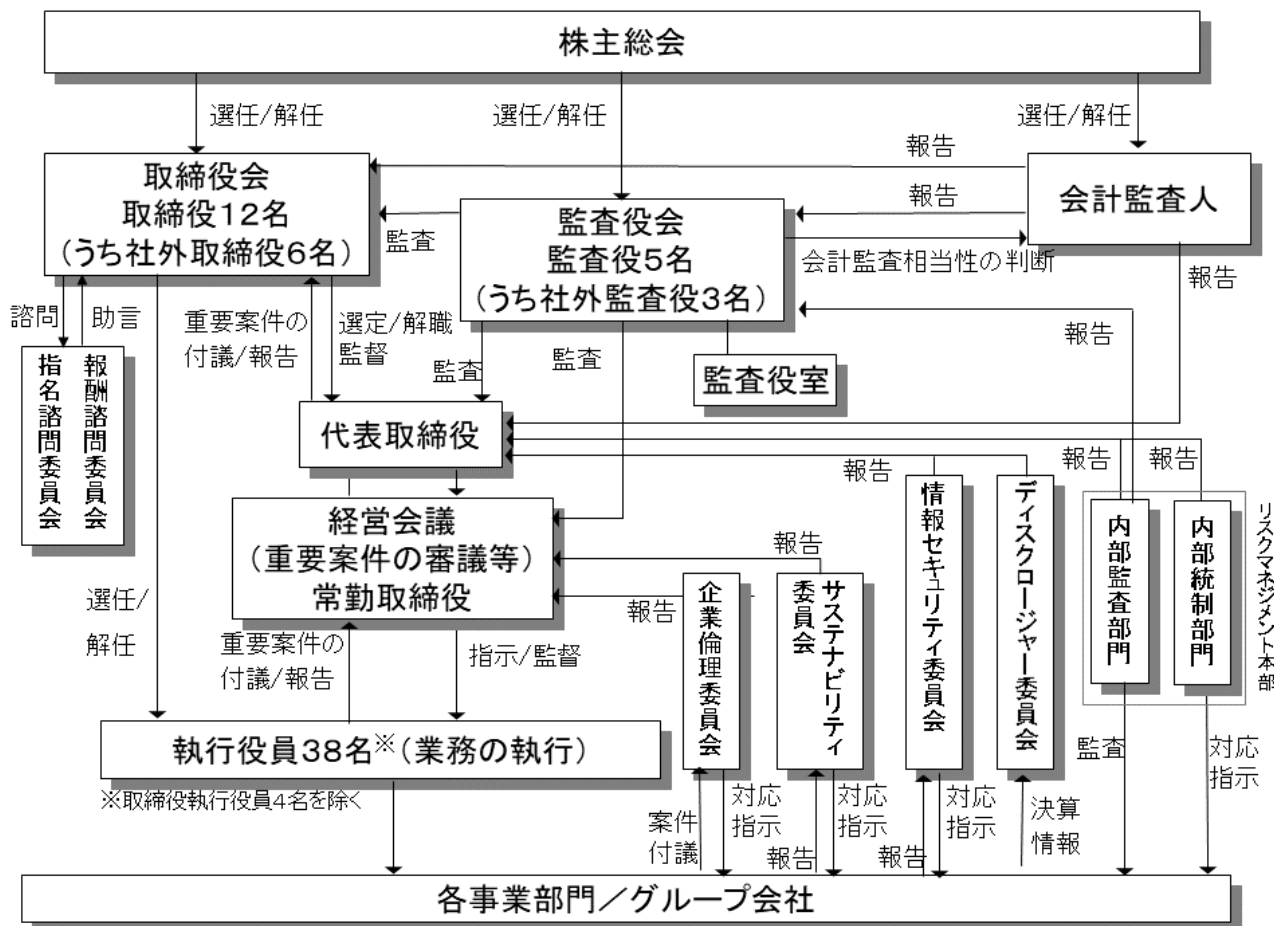 株主総会
選任/解任
選任/解任
選任/解任
取締役会
取締役12名
(うち社外取締役6名)
報告
会計監査人
監査
監査役会
監査役5名
(うち社外監査役3名)
報告
会計監査相当性の判断
報告
諮問
助言
重要案件の
付議/報告
選定/解職
監督
監査
監査
監査役室
報告
指名諮問委員会
報酬諮問委員会
代表取締役
報告
報告
報告
経営会議
(重要案件の審議等)
常勤取締役
報告
報告
企業倫理委員会
サステナビリティ
委員会
情報セキュリティ委員会
ディスクロージャー委員会
内部監査部門
内部統制部門
リスクマネジメント本部
選任/
解任
重要案件の
付議/報告
指示/監督
執行役員38名※(業務の執行)
※取締役執行役員4名を除く
案件
付議
対応
指示
報告
対応
指示
報告
対応
指示
決算
情報
監査
対応
指示
各事業部門/グループ会社